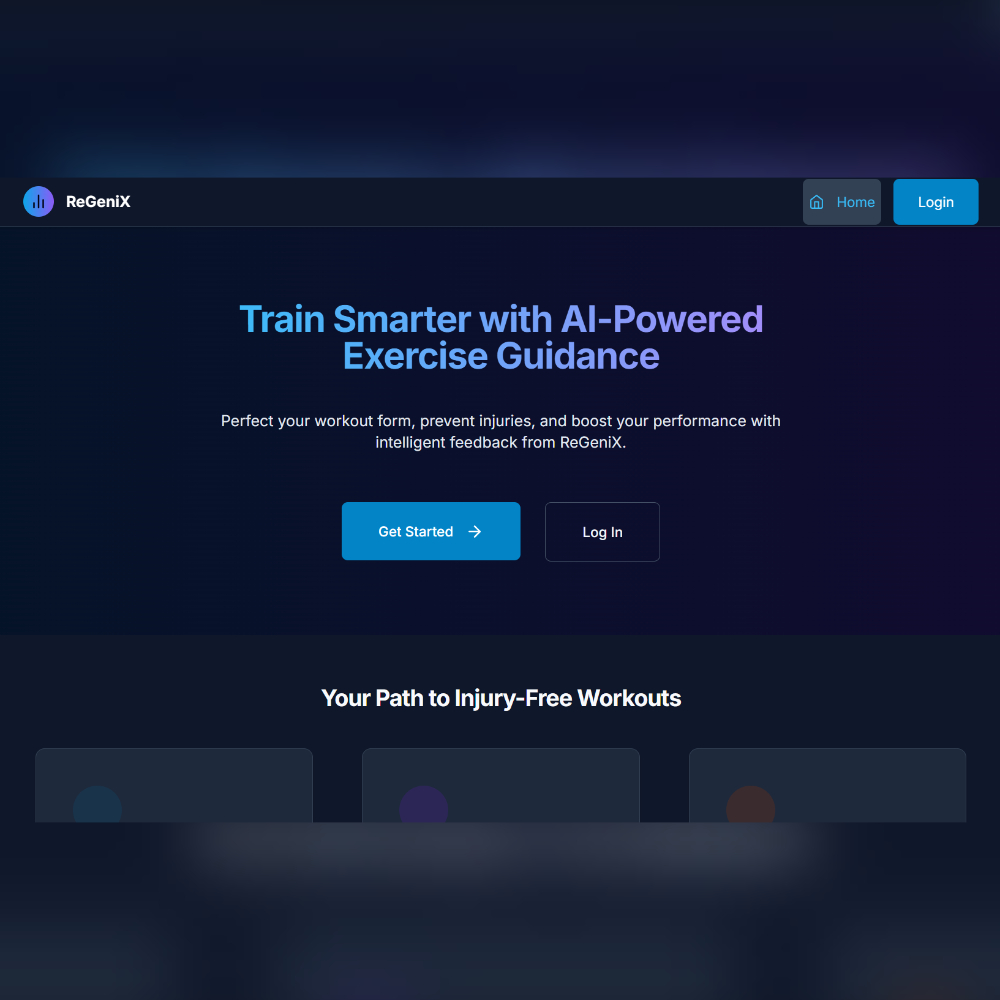 ReGeniX
Home
Login
Train Smarter with AI-Powered
Exercise Guidance
Perfect your workout form, prevent injuries, and boost your performance with
intelligent feedback from ReGeniX.
Get Started
Log In
Your Path to Injury-Free Workouts